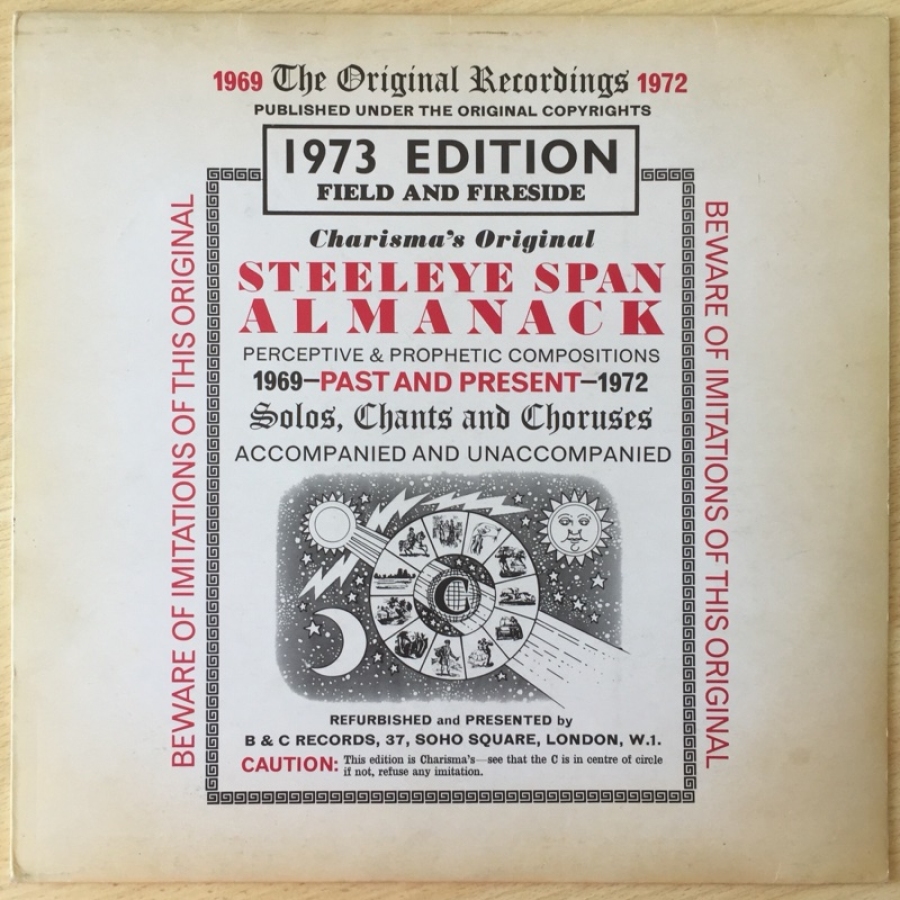 1969 The Original Recordings 1972
PUBLISHED UNDER THE ORIGINAL COPYRIGHTS
1973 EDITION
FIELD AND FIRESIDE
Charisma's Original
STEELEYE SPAN
ALMANACK
PERCEPTIVE & PROPHETIC COMPOSITIONS
1969—PAST AND PRESENT—1972
Solos, Chants and Choruses
ACCOMPANIED AND UNACCOMPANIED
C
REFURBISHED and PRESENTED by
B & C RECORDS, 37, SOHO SQUARE, LONDON, W.1.
CAUTION: This edition is Charisma's—see that the C is in centre of circle
if not, refuse any imitation.
BEWARE OF IMITATIONS OF THIS ORIGINAL
BEWARE OF IMITATIONS OF THIS ORIGINAL